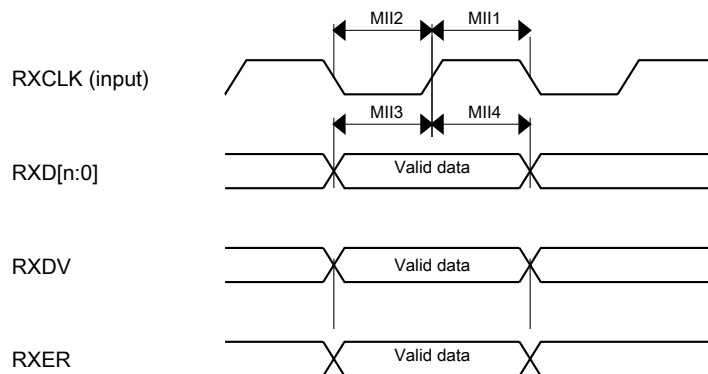 MII2 MII1
RXCLK (input)
MII3 MII4
RXD[n:0] Valid data
RXDV Valid data
RXER Valid data